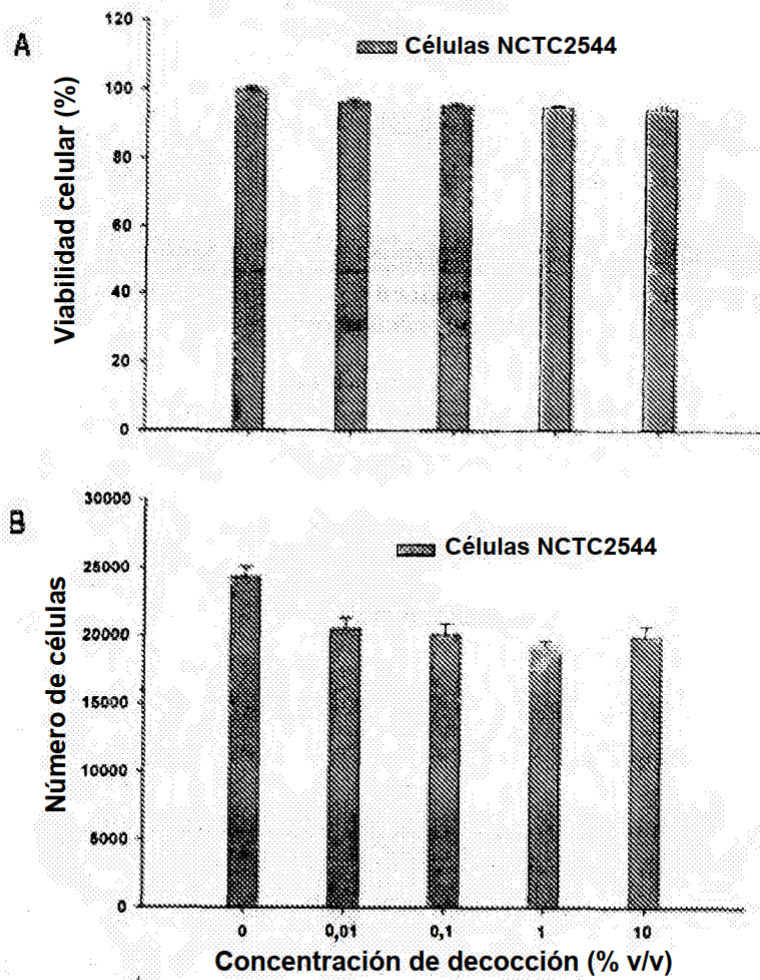 A
Células NCTC2544
Viabilidad celular (%)
120
100
80
60
40
20
0
B
Células NCTC2544
Número de células
30000
25000
20000
15000
10000
5000
0
0 0,01 0,1 1 10
Concentración de decocción (% v/v)